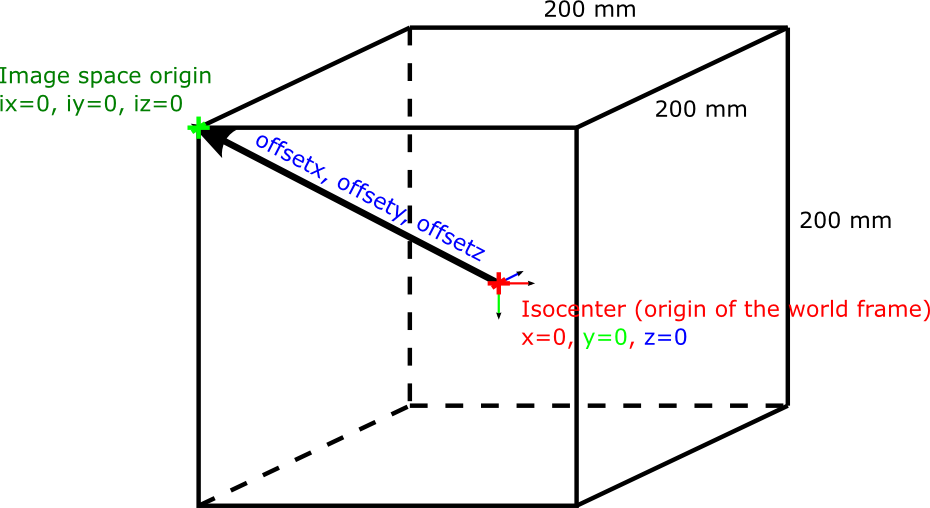 200 mm
Image space origin
ix=0, iy=0, iz=0
200 mm
offsetx, offsety, offsetz
200 mm
Isocenter (origin of the world frame)
x=0, y=0, z=0